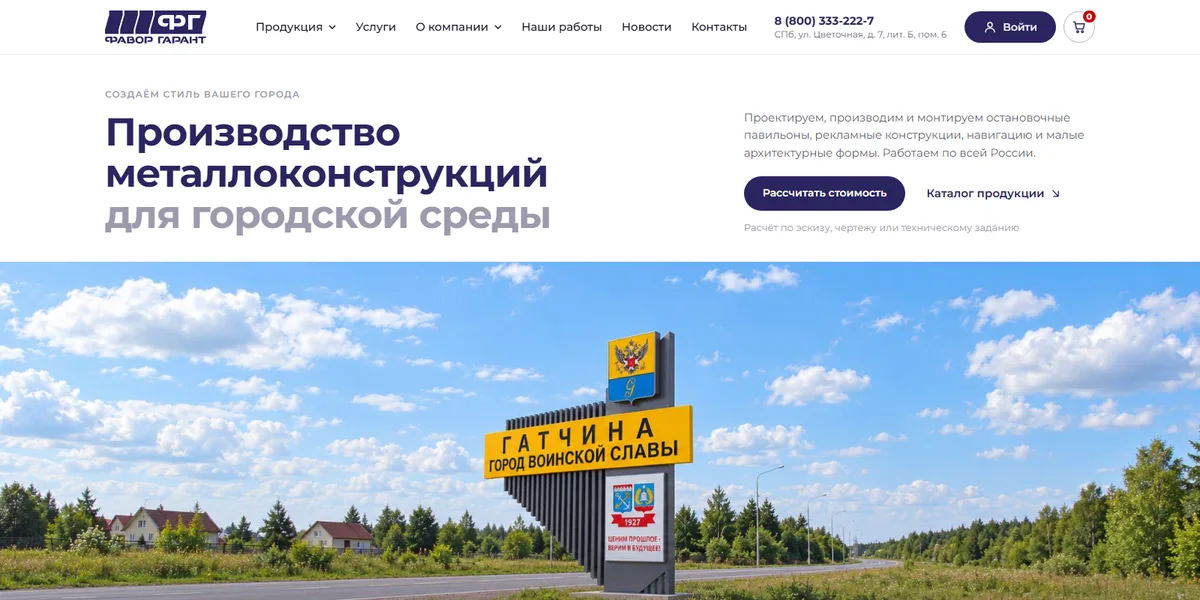 ФГ
ФАВОР ГАРАНТ
Продукция
Услуги
О компании
Наши работы
Новости
Контакты
8 (800) 333-222-7
СПб, ул. Цветочная, д. 7, лит. Б, пом. 6
Войти
0
СОЗДАЁМ СТИЛЬ ВАШЕГО ГОРОДА
Производство
металлоконструкций
для городской среды
Проектируем, производим и монтируем остановочные
павильоны, рекламные конструкции, навигацию и малые
архитектурные формы. Работаем по всей России.
Рассчитать стоимость
Каталог продукции
Расчёт по эскизу, чертежу или техническому заданию
ГАТЧИНА
ГОРОД ВОИНСКОЙ СЛАВЫ
1927
ЦЕНИМ ПРОШЛОЕ -
ВЕРИМ В БУДУЩЕЕ!